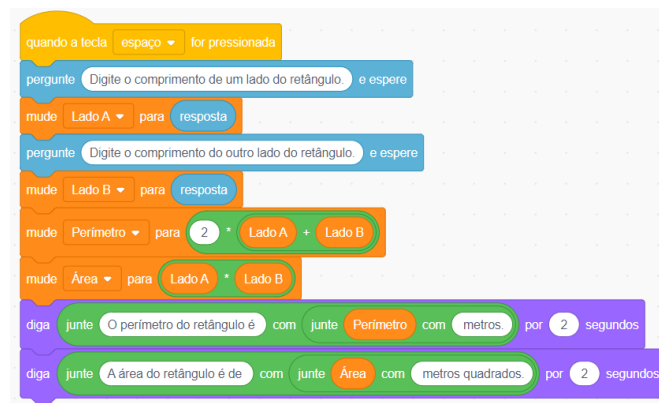 quando a tecla espaço for pressionada
pergunte Digite o comprimento de um lado do retângulo. e espere
mude Lado A para resposta
pergunte Digite o comprimento do outro lado do retângulo. e espere
mude Lado B para resposta
mude Perímetro para 2 * Lado A + Lado B
mude Área para Lado A * Lado B
diga junte O perímetro do retângulo é com junte Perímetro com metros. por 2 segundos
diga junte A área do retângulo é de com junte Área com metros quadrados. por 2 segundos